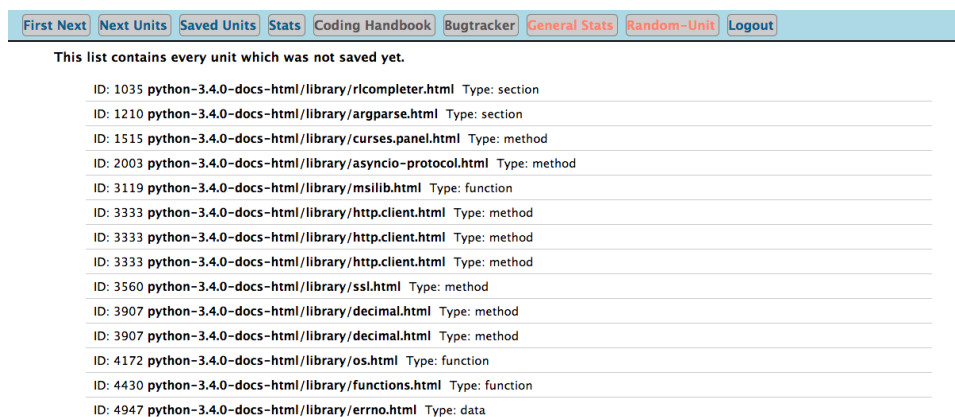 First Next Next Units Saved Units Stats Coding Handbook Bugtracker General Stats Random-Unit Logout
This list contains every unit which was not saved yet.
ID: 1035 python-3.4.0-docs-html/library/rlcompleter.html Type: section
ID: 1210 python-3.4.0-docs-html/library/argparse.html Type: section
ID: 1515 python-3.4.0-docs-html/library/curses.panel.html Type: method
ID: 2003 python-3.4.0-docs-html/library/asyncio-protocol.html Type: method
ID: 3119 python-3.4.0-docs-html/library/msilib.html Type: function
ID: 3333 python-3.4.0-docs-html/library/http.client.html Type: method
ID: 3333 python-3.4.0-docs-html/library/http.client.html Type: method
ID: 3333 python-3.4.0-docs-html/library/http.client.html Type: method
ID: 3560 python-3.4.0-docs-html/library/ssl.html Type: method
ID: 3907 python-3.4.0-docs-html/library/decimal.html Type: method
ID: 3907 python-3.4.0-docs-html/library/decimal.html Type: method
ID: 4172 python-3.4.0-docs-html/library/os.html Type: function
ID: 4430 python-3.4.0-docs-html/library/functions.html Type: function
ID: 4947 python-3.4.0-docs-html/library/errno.html Type: data